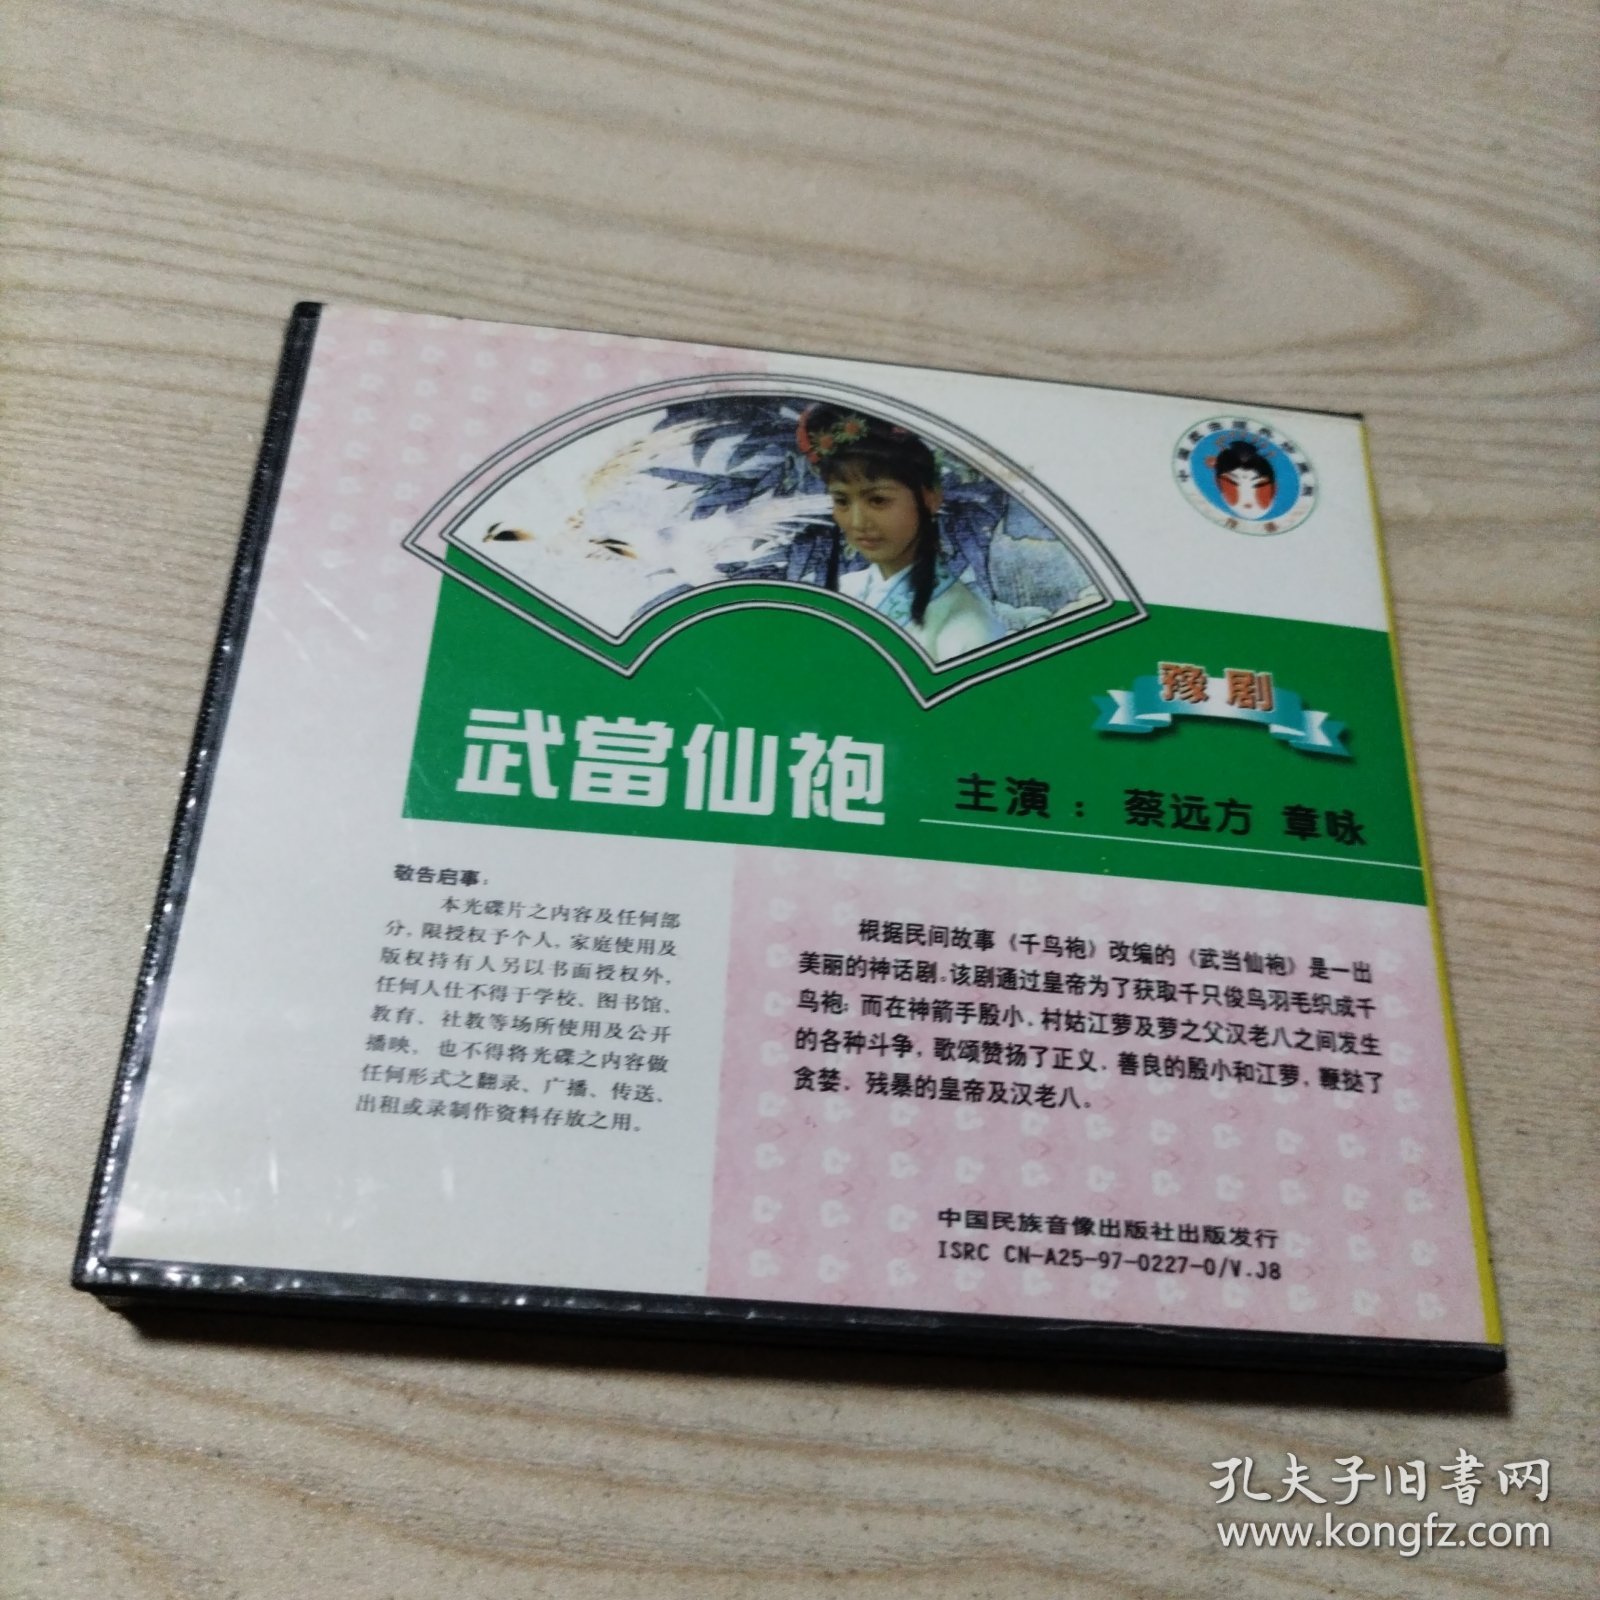 豫剧
武當仙袍
主演：蔡远方 章咏
敬告启事：
本光碟片之内容及任何部
分，限授权予个人，家庭使用及
版权持有人另以书面授权外，
任何人仕不得于学校、图书馆、
教育、社教等场所使用及公开
播映，也不得将光碟之内容做
任何形式之翻录、广播、传送、
出租或录制作资料存放之用。
根据民间故事《千鸟袍》改编的《武当仙袍》是一出
美丽的神话剧。该剧通过皇帝为了获取千只俊鸟羽毛织成千
鸟袍；而在神箭手殷小、村姑江萝及萝之父汉老八之间发生
的各种斗争，歌颂赞扬了正义、善良的殷小和江萝，鞭挞了
贪婪、残暴的皇帝及汉老八。
中国民族音像出版社出版发行
ISRC CN-A25-97-0227-0/V.J8
孔夫子旧书网
www.kongfz.com